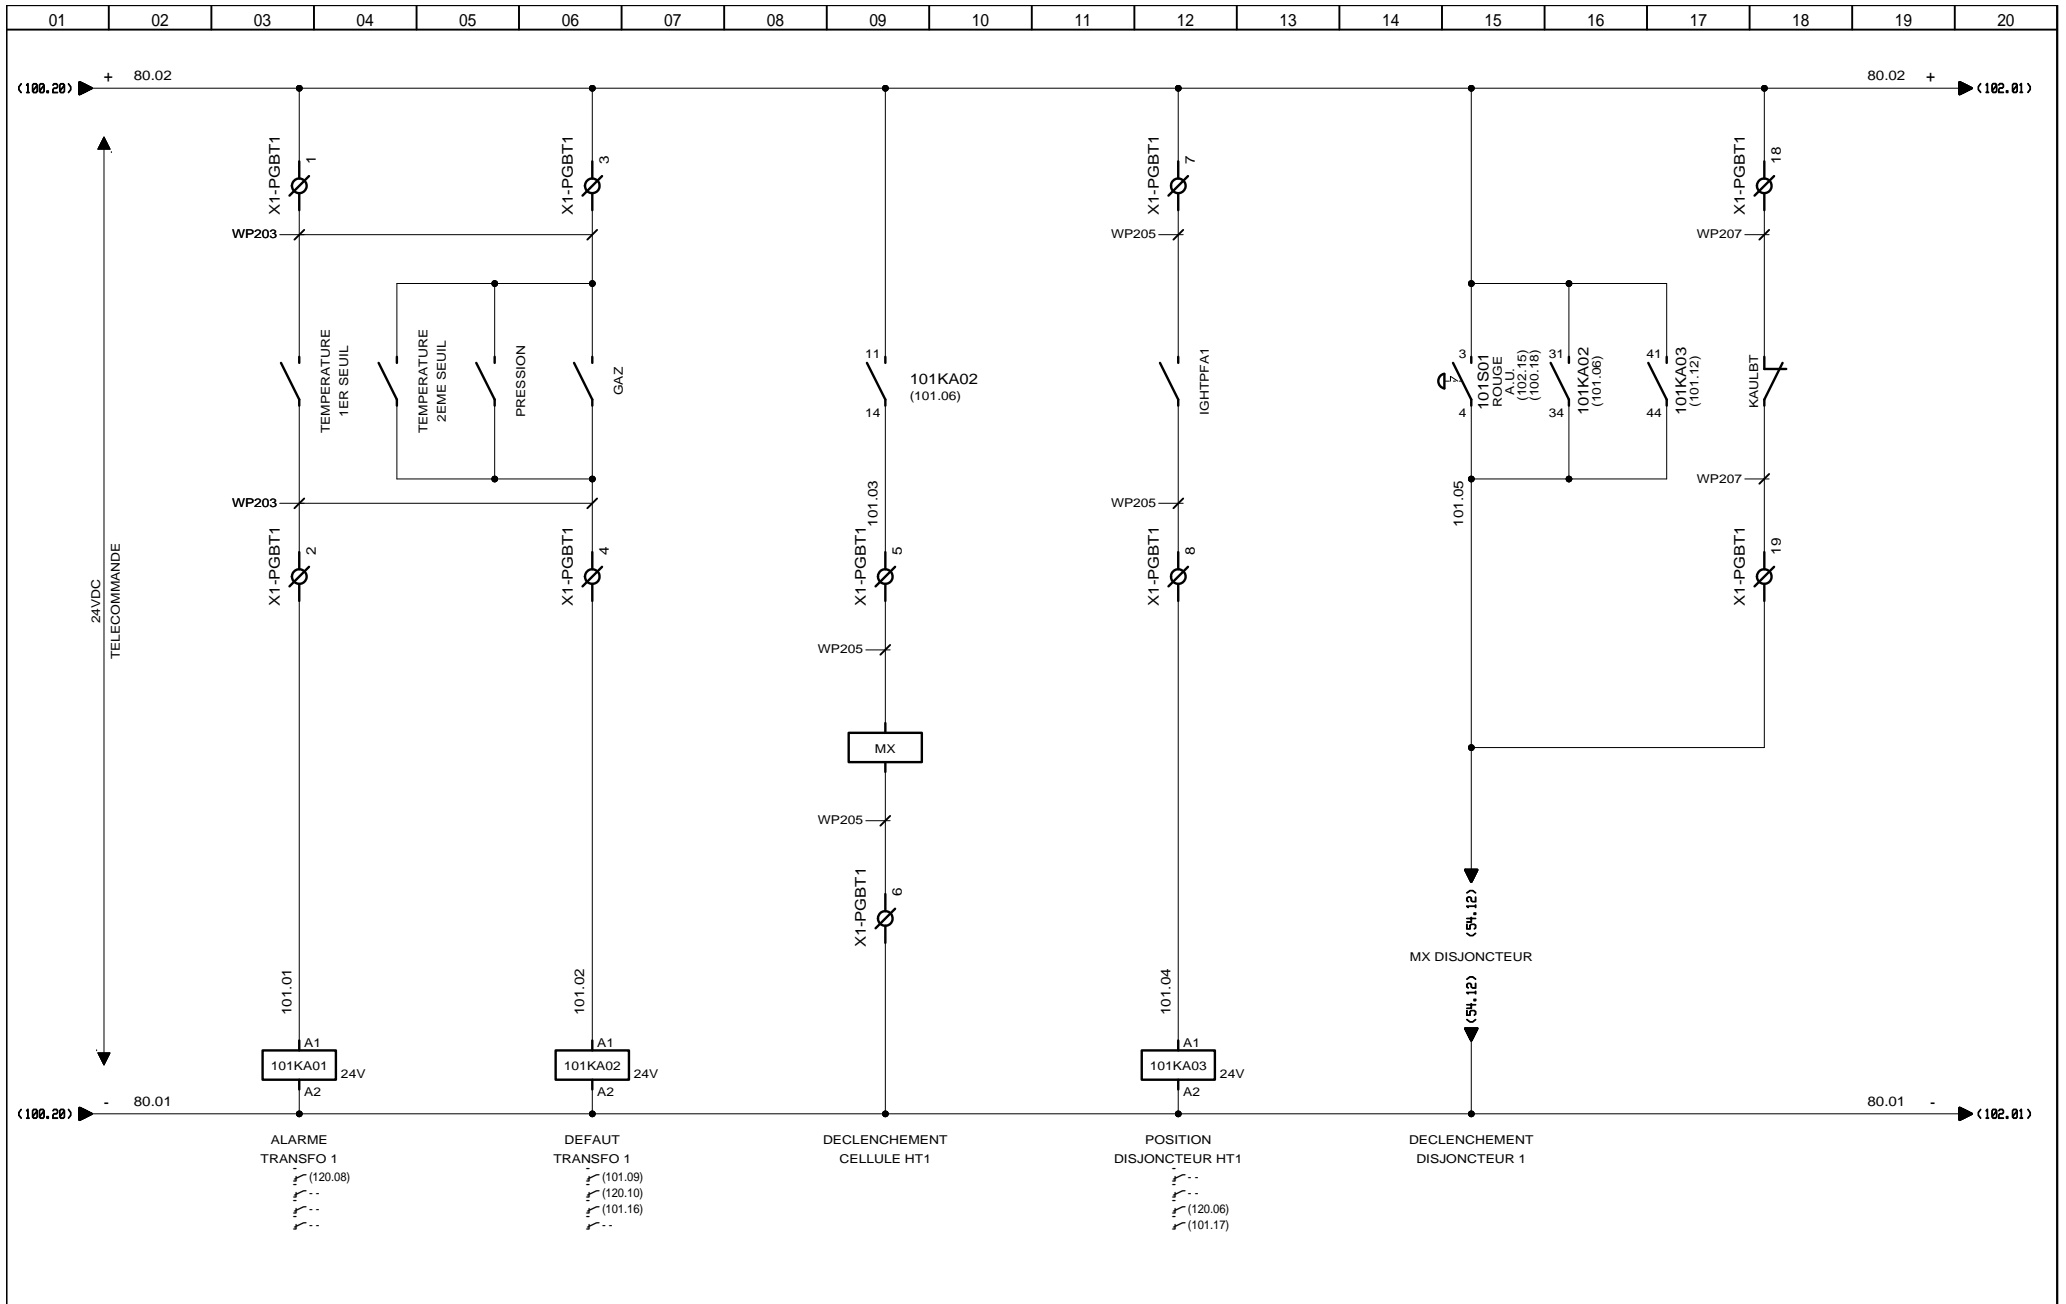 01 02 03 04 05 06 07 08 09 10 11 12 13 14 15 16 17 18 19 20
(100.20) + 80.02
80.02 + (102.01)
24VDC
TELECOMMANDE
X1-PGBT1 1
X1-PGBT1 3
X1-PGBT1 7
X1-PGBT1 18
WP203
WP205
WP207
TEMPERATURE
1ER SEUIL
TEMPERATURE
2EME SEUIL
PRESSION
GAZ
11
101KA02
(101.06)
14
IGHTPFA1
3
101S01
ROUGE
A.U.
(102.15)
(100.18)
4
31
101KA02
(101.06)
34
41
101KA03
(101.12)
44
KAULBT
WP203
101.03
WP205
101.05
WP207
X1-PGBT1 2
X1-PGBT1 4
X1-PGBT1 5
X1-PGBT1 8
X1-PGBT1 19
WP205
MX
WP205
X1-PGBT1 6
(54.12)
MX DISJONCTEUR
(54.12)
101.01
101.02
101.04
A1
101KA01
24V
A2
A1
101KA02
24V
A2
A1
101KA03
24V
A2
(100.20) - 80.01
80.01 - (102.01)
ALARME
TRANSFO 1
(120.08)
--
--
--
DEFAUT
TRANSFO 1
(101.09)
(120.10)
(101.16)
--
DECLENCHEMENT
CELLULE HT1
POSITION
DISJONCTEUR HT1
--
--
(120.06)
(101.17)
DECLENCHEMENT
DISJONCTEUR 1